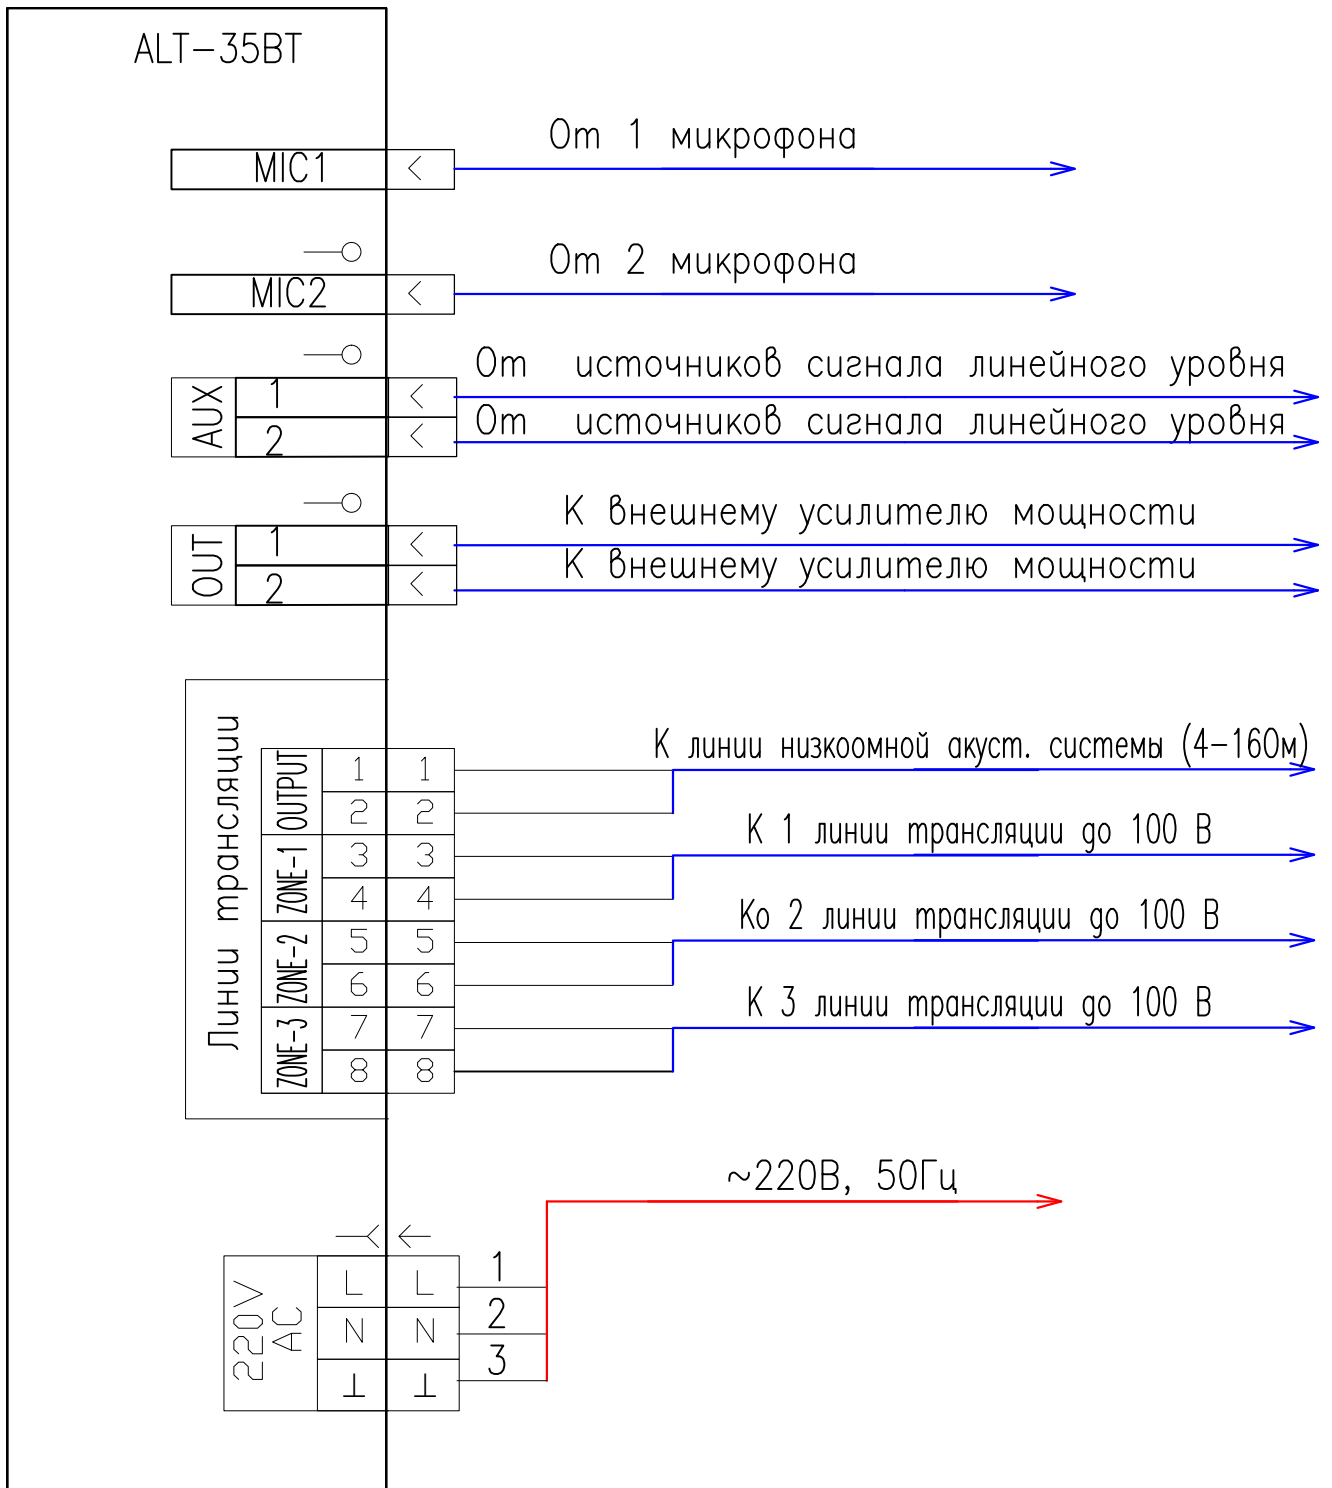 ALT-35BT
От 1 микрофона
MIC1
От 2 микрофона
MIC2
AUX
От источников сигнала линейного уровня
1
От источников сигнала линейного уровня
2
OUT
К внешнему усилителю мощности
1
К внешнему усилителю мощности
2
Линии трансляции
OUTPUT
К линии низкоомной акуст. системы (4-16Ом)
1 1
2 2
ZONE-1
К 1 линии трансляции до 100 В
3 3
4 4
ZONE-2
Ко 2 линии трансляции до 100 В
5 5
6 6
ZONE-3
К 3 линии трансляции до 100 В
7 7
8 8
~220В, 50Гц
220V
AC
L L 1
N N 2
⊥ ⊥ 3